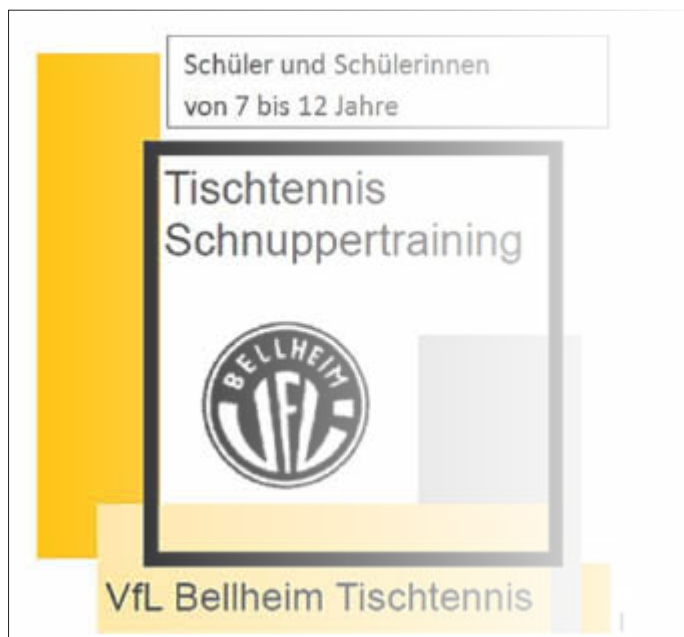 Schüler und Schülerinnen
von 7 bis 12 Jahre
Tischtennis
Schnuppertraining
BELLHEIM
VfL
VfL Bellheim Tischtennis